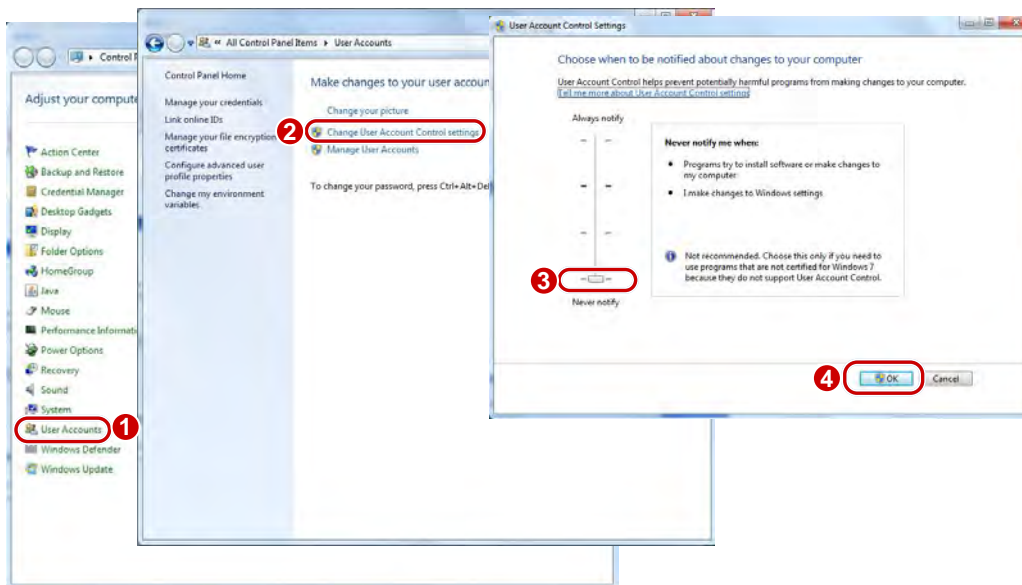 Control P
Adjust your compute
Action Center
Backup and Restore
Credential Manager
Desktop Gadgets
Display
Folder Options
HomeGroup
Java
Mouse
Performance Informati
Power Options
Recovery
Sound
System
User Accounts
1
Windows Defender
Windows Update
« All Control Panel Items ▸ User Accounts
Control Panel Home
Manage your credentials
Link online IDs
Manage your file encryption
certificates
Configure advanced user
profile properties
Change my environment
variables
Make changes to your user accoun
Change your picture
2
Change User Account Control settings
Manage User Accounts
To change your password, press Ctrl+Alt+Del
User Account Control Settings
Choose when to be notified about changes to your computer
User Account Control helps prevent potentially harmful programs from making changes to your computer.
Tell me more about User Account Control settings
Always notify
Never notify me when:
• Programs try to install software or make changes to
my computer
• I make changes to Windows settings
Not recommended. Choose this only if you need to
use programs that are not certified for Windows 7
because they do not support User Account Control.
3
Never notify
4
OK
Cancel